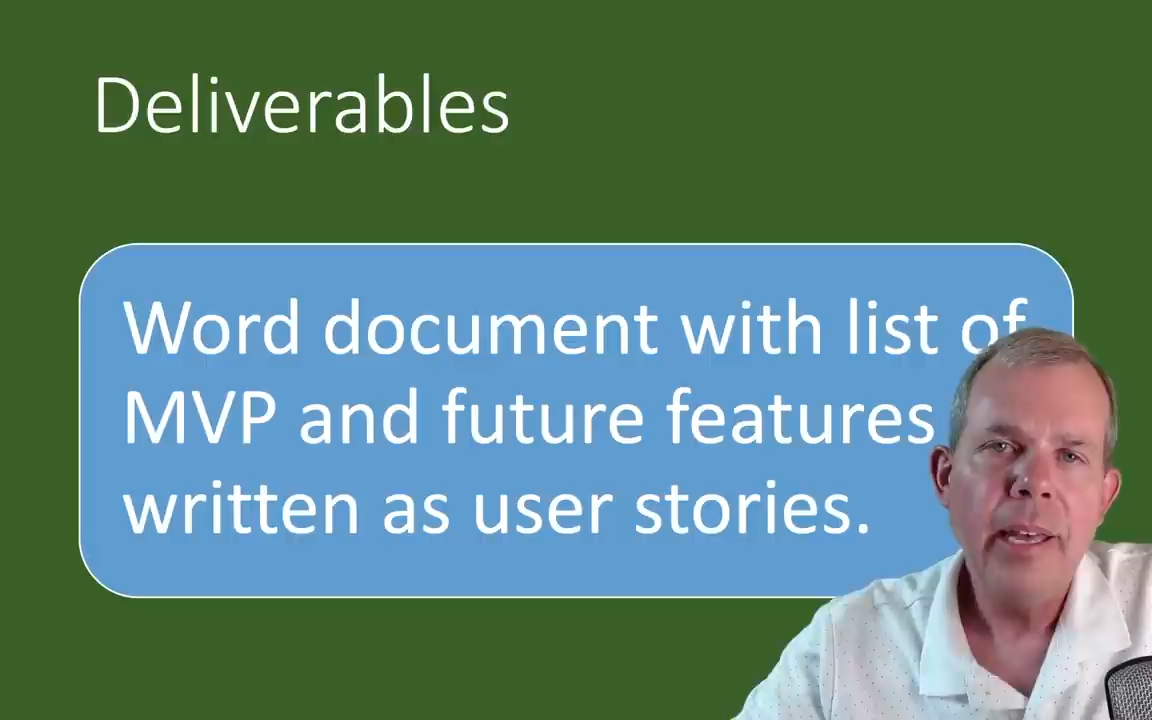 Deliverables
Word document with list of
MVP and future features
written as user stories.